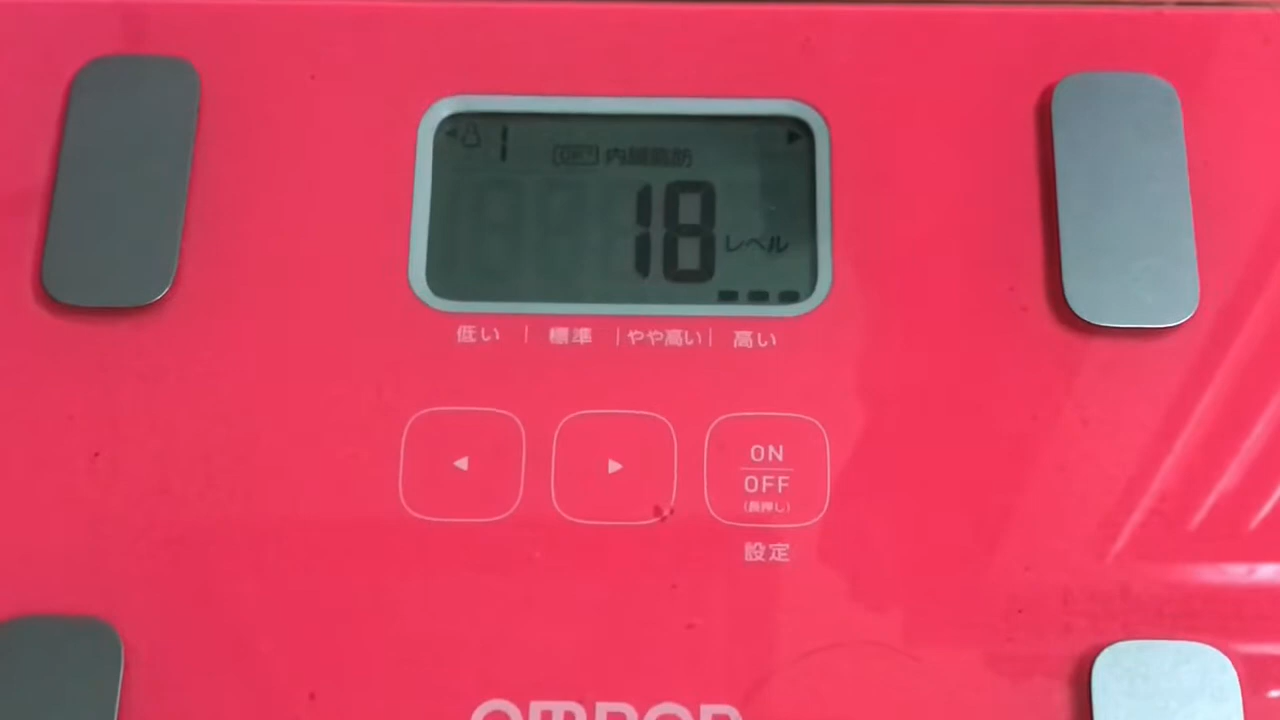 1
OK! 内臓脂肪
18 レベル
低い | 標準 | やや高い | 高い
◀ ▶ ON
OFF
(長押し)
設定
OMRON